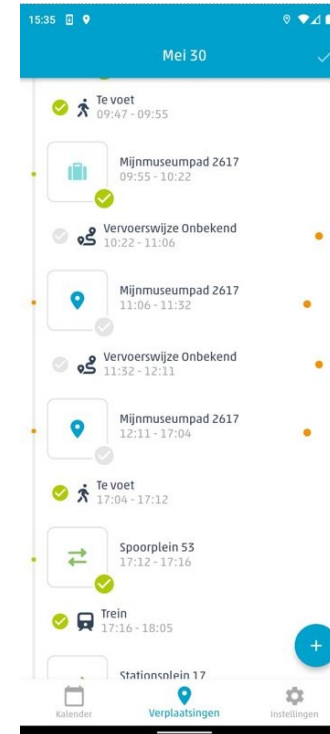 15:35
Mei 30
Te voet
09:47 - 09:55
Mijnmuseumpad 2617
09:55 - 10:22
Vervoerswijze Onbekend
10:22 - 11:06
Mijnmuseumpad 2617
11:06 - 11:32
Vervoerswijze Onbekend
11:32 - 12:11
Mijnmuseumpad 2617
12:11 - 17:04
Te voet
17:04 - 17:12
Spoorplein 53
17:12 - 17:16
Trein
17:16 - 18:05
Stationsplein 17
Kalender
Verplaatsingen
Instellingen